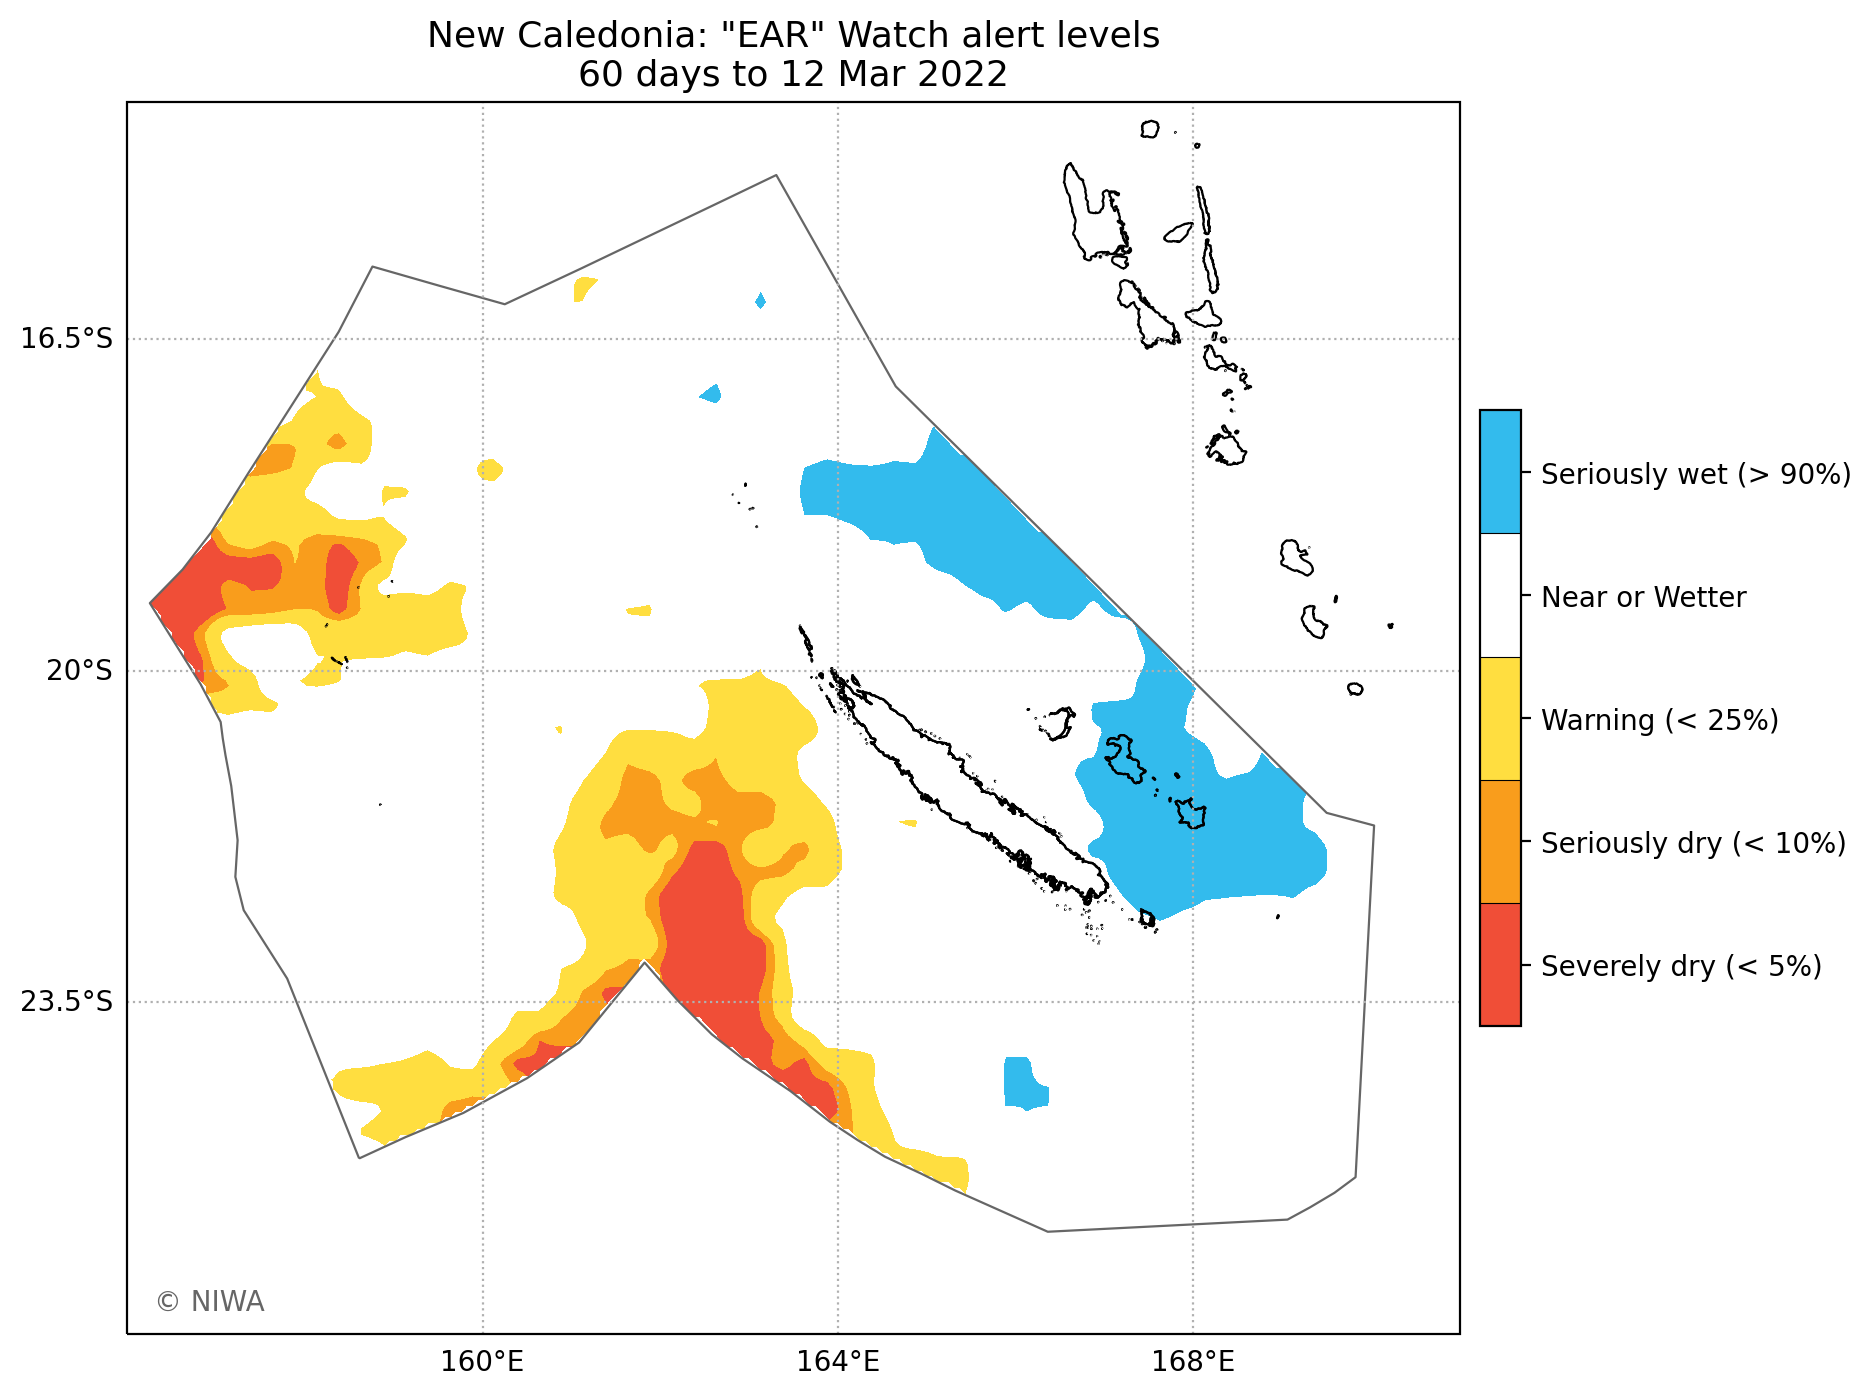 New Caledonia: "EAR" Watch alert levels
60 days to 12 Mar 2022
16.5°S
20°S
23.5°S
160°E
164°E
168°E
Seriously wet (> 90%)
Near or Wetter
Warning (< 25%)
Seriously dry (< 10%)
Severely dry (< 5%)
© NIWA